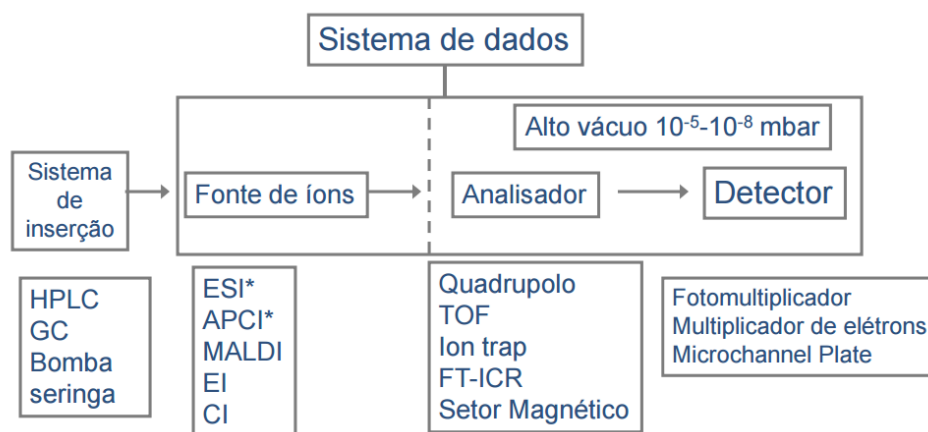 Sistema de dados
Alto vácuo 10⁻⁵-10⁻⁸ mbar
Sistema
de
inserção
Fonte de íons
Analisador
Detector
HPLC
GC
Bomba
seringa
ESI*
APCI*
MALDI
EI
CI
Quadrupolo
TOF
Ion trap
FT-ICR
Setor Magnético
Fotomultiplicador
Multiplicador de elétrons
Microchannel Plate